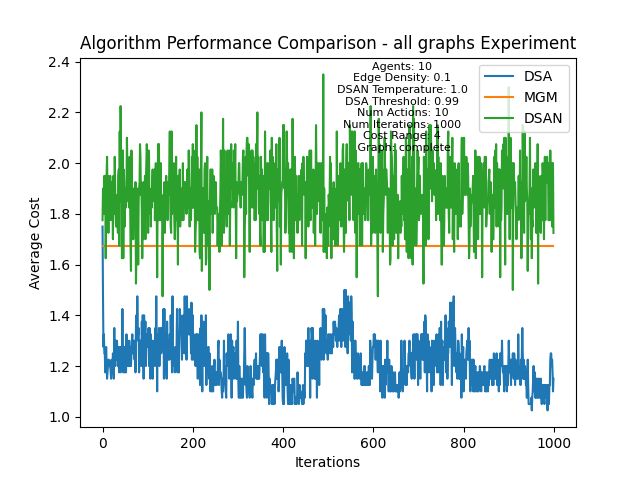 Algorithm Performance Comparison - all graphs Experiment
Agents: 10
Edge Density: 0.1
DSAN Temperature: 1.0
DSA Threshold: 0.99
Num Actions: 10
Num Iterations: 1000
Cost Range: 4
Graph: complete
DSA
MGM
DSAN
Average Cost
2.4
2.2
2.0
1.8
1.6
1.4
1.2
1.0
0
200
400
600
800
1000
Iterations